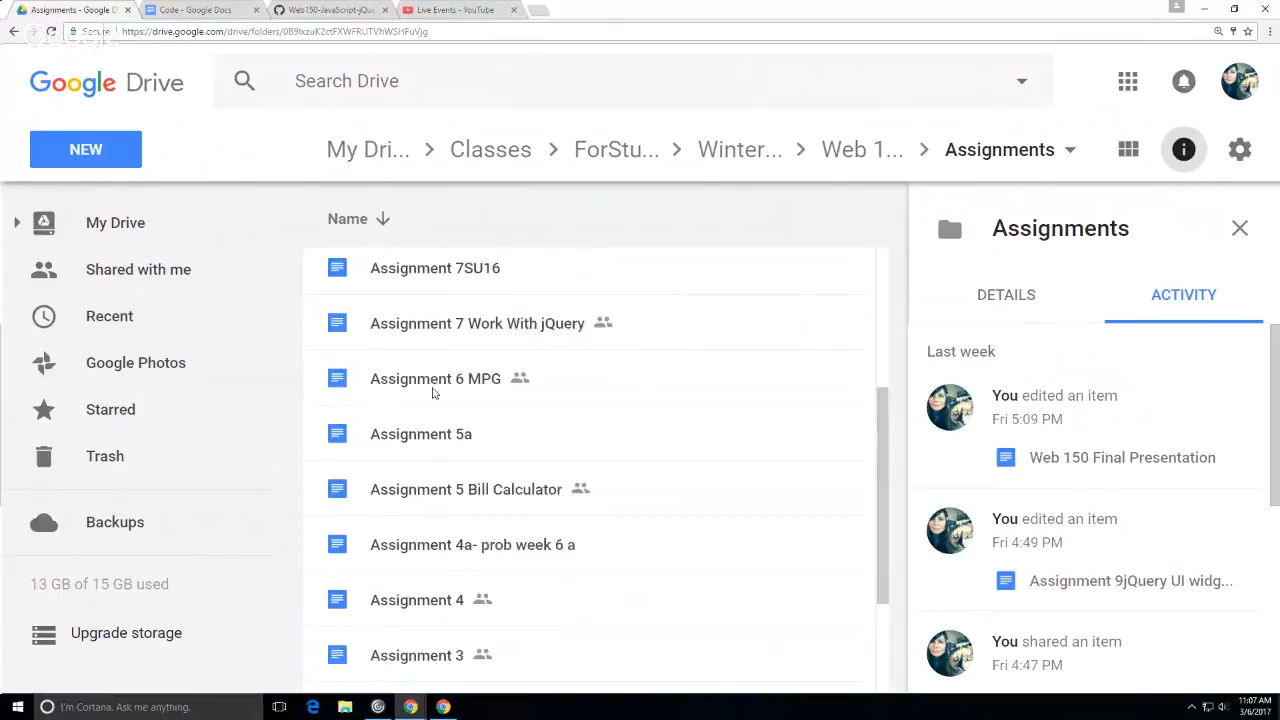 Assignments - Google D
Code - Google Docs
Web150-JavaScript-jQu
Live Events - YouTube
Secure
https://drive.google.com/drive/folders/0B9IxzuK2ctFXWFRUTVhWSHFuVjg
Google Drive
Search Drive
NEW
My Dri... > Classes > ForStu... > Winter... > Web 1... > Assignments
My Drive
Shared with me
Recent
Google Photos
Starred
Trash
Backups
13 GB of 15 GB used
Upgrade storage
Name
Assignment 7SU16
Assignment 7 Work With jQuery
Assignment 6 MPG
Assignment 5a
Assignment 5 Bill Calculator
Assignment 4a- prob week 6 a
Assignment 4
Assignment 3
Assignments
DETAILS
ACTIVITY
Last week
You edited an item
Fri 5:09 PM
Web 150 Final Presentation
You edited an item
Fri 4:49 PM
Assignment 9jQuery UI widg...
You shared an item
Fri 4:47 PM
I'm Cortana. Ask me anything.
11:07 AM
3/6/2017